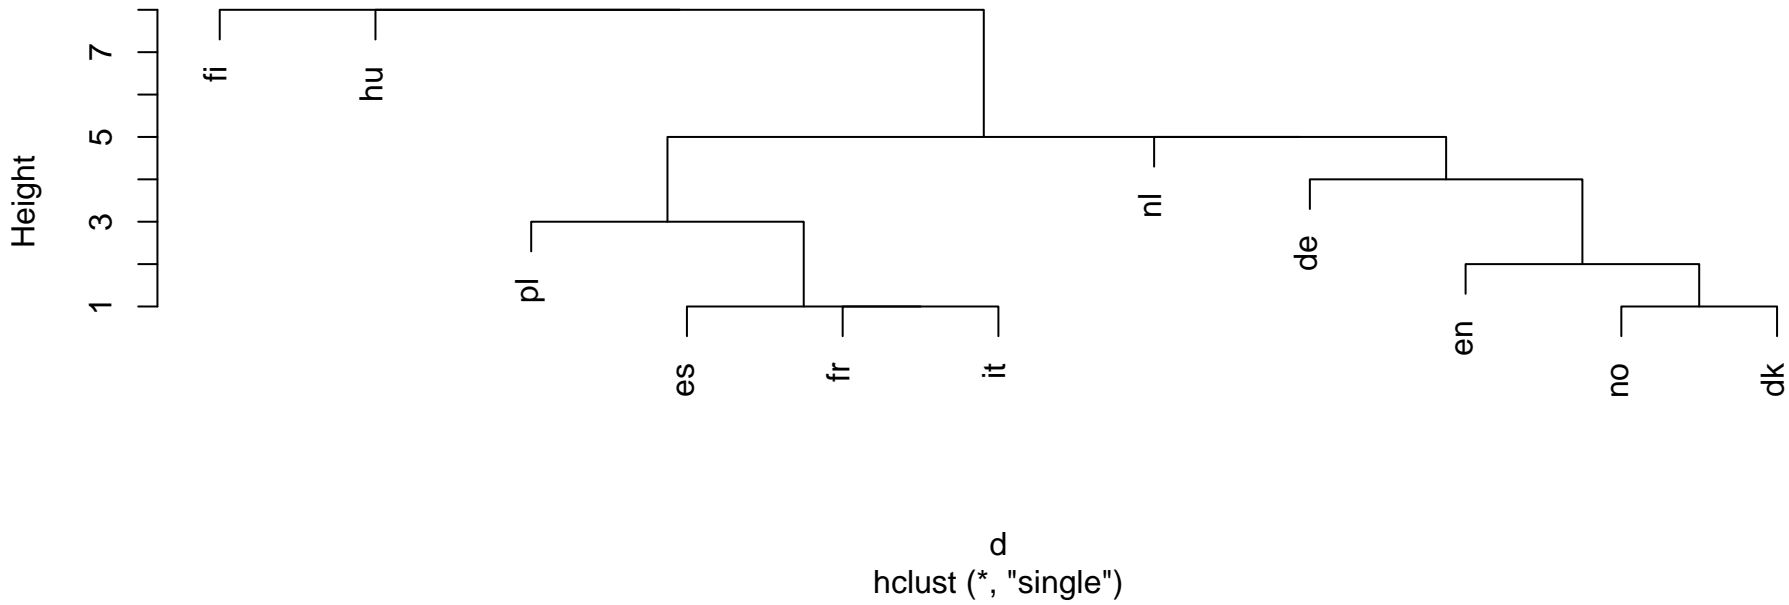 Height
7
5
3
1
fi
hu
pl
es
fr
it
nl
de
en
no
dk
d
hclust (*, "single")